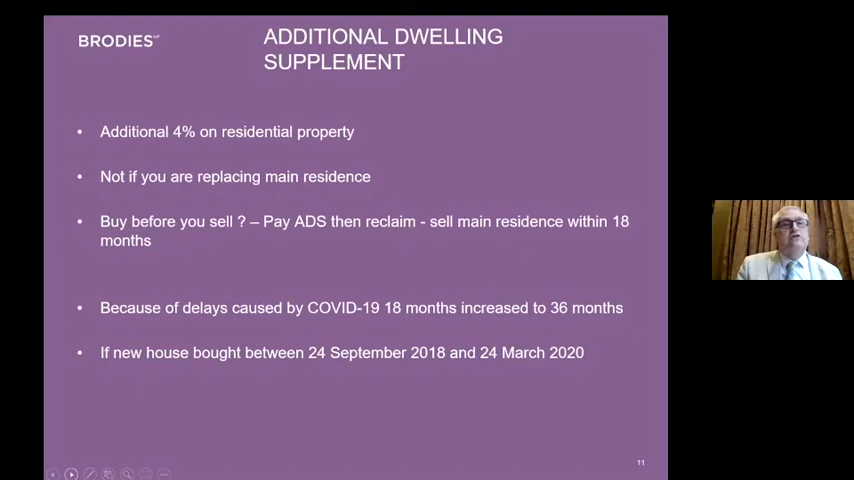 BRODIES LLP
ADDITIONAL DWELLING
SUPPLEMENT
• Additional 4% on residential property
• Not if you are replacing main residence
• Buy before you sell ? – Pay ADS then reclaim - sell main residence within 18
months
• Because of delays caused by COVID-19 18 months increased to 36 months
• If new house bought between 24 September 2018 and 24 March 2020
11